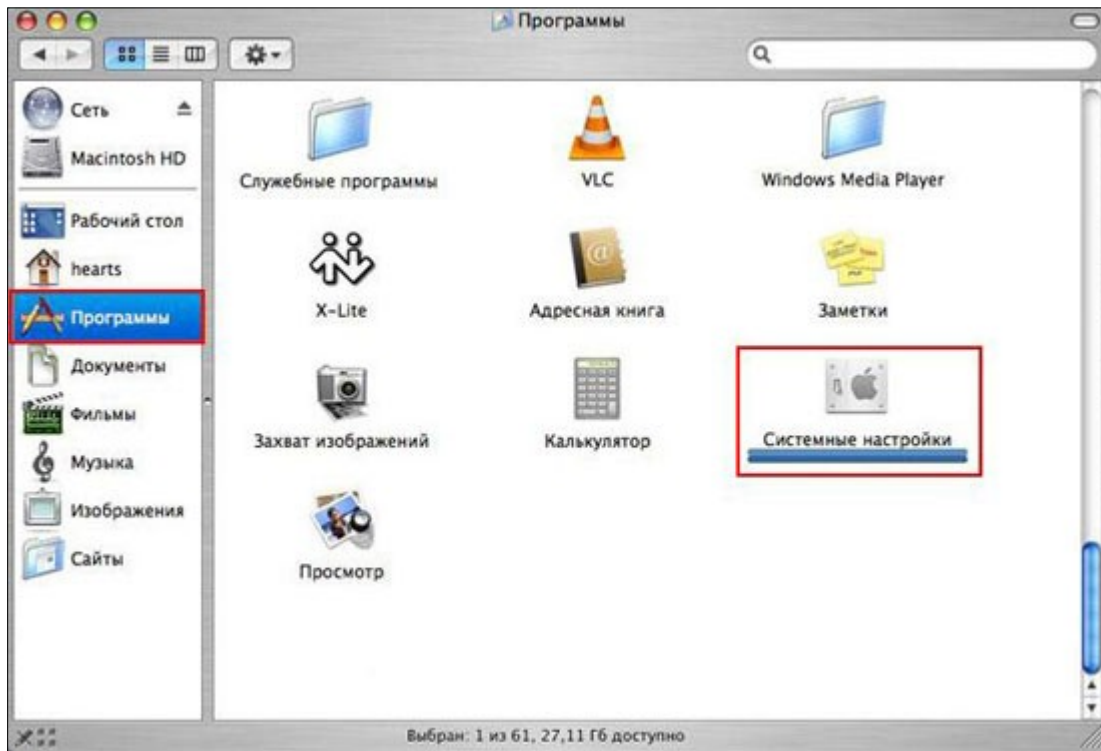 Программы
Сеть
Macintosh HD
Рабочий стол
hearts
Программы
Документы
Фильмы
Музыка
Изображения
Сайты
Служебные программы
VLC
Windows Media Player
X-Lite
Адресная книга
Заметки
Захват изображений
Калькулятор
Системные настройки
Просмотр
Выбран: 1 из 61, 27,11 Гб доступно